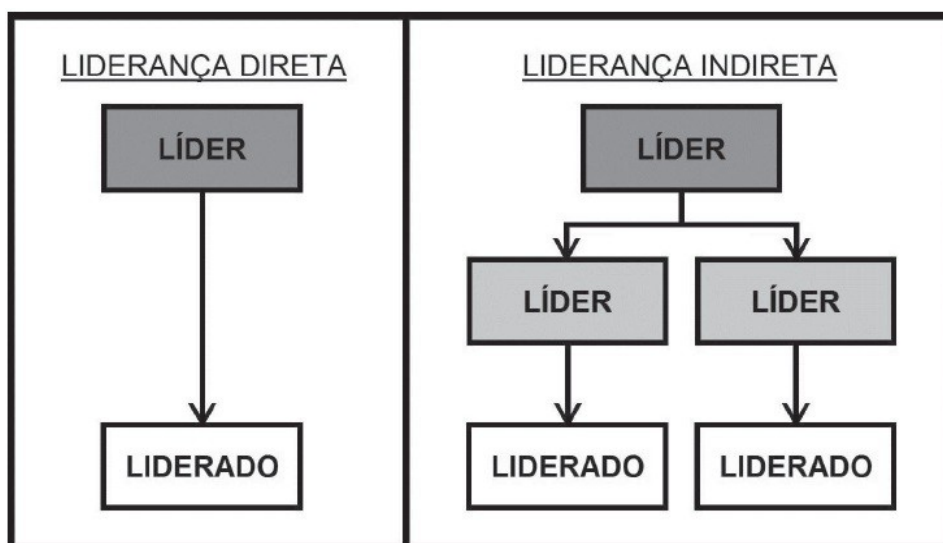 LIDERANÇA DIRETA
LÍDER
LIDERADO
LIDERANÇA INDIRETA
LÍDER
LÍDER
LÍDER
LIDERADO
LIDERADO